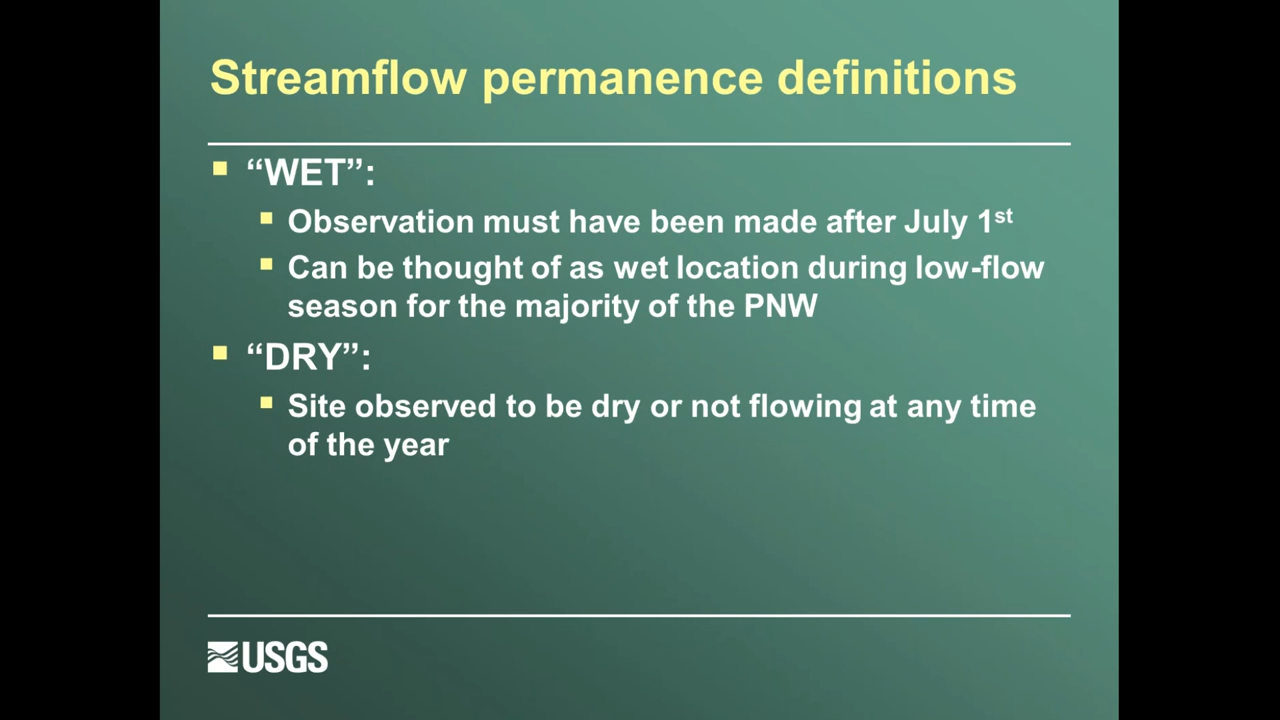 Streamflow permanence definitions
“WET”:
Observation must have been made after July 1st
Can be thought of as wet location during low-flow
season for the majority of the PNW
“DRY”:
Site observed to be dry or not flowing at any time
of the year
USGS